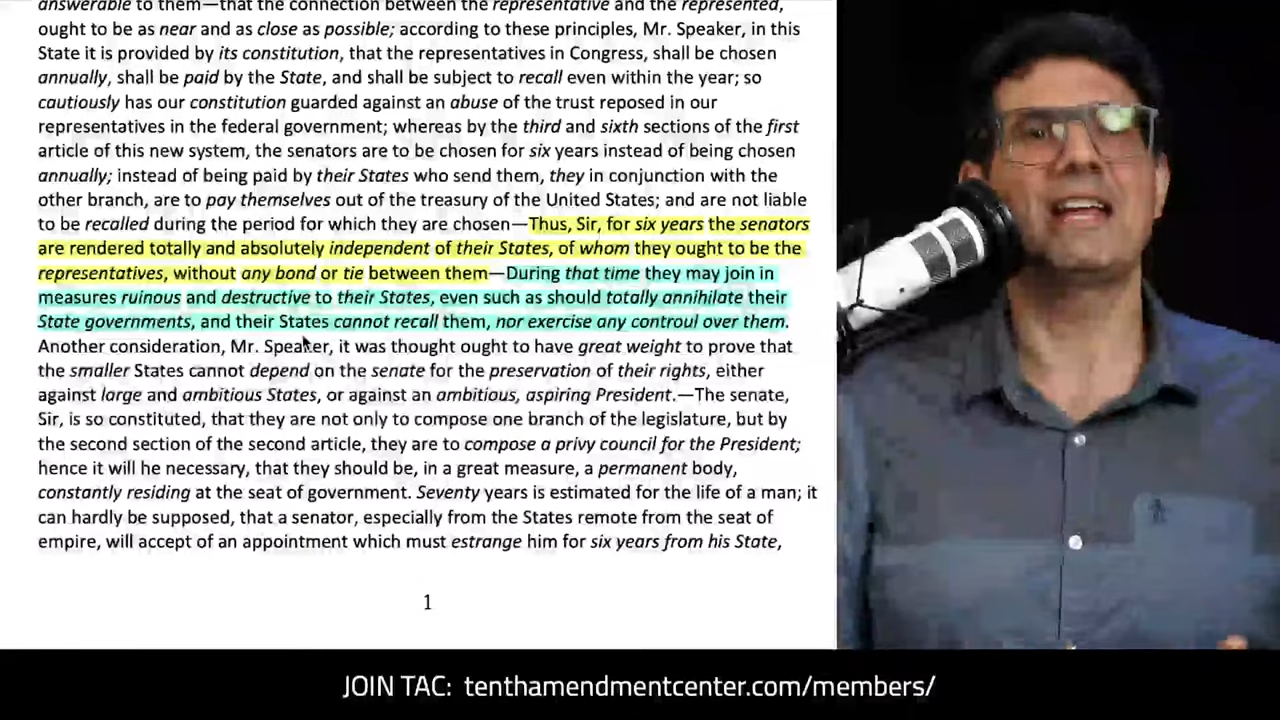 answerable to them—that the connection between the representative and the represented,
ought to be as near and as close as possible; according to these principles, Mr. Speaker, in this
State it is provided by its constitution, that the representatives in Congress, shall be chosen
annually, shall be paid by the State, and shall be subject to recall even within the year; so
cautiously has our constitution guarded against an abuse of the trust reposed in our
representatives in the federal government; whereas by the third and sixth sections of the first
article of this new system, the senators are to be chosen for six years instead of being chosen
annually; instead of being paid by their States who send them, they in conjunction with the
other branch, are to pay themselves out of the treasury of the United States; and are not liable
to be recalled during the period for which they are chosen—Thus, Sir, for six years the senators
are rendered totally and absolutely independent of their States, of whom they ought to be the
representatives, without any bond or tie between them—During that time they may join in
measures ruinous and destructive to their States, even such as should totally annihilate their
State governments, and their States cannot recall them, nor exercise any controul over them.
Another consideration, Mr. Speaker, it was thought ought to have great weight to prove that
the smaller States cannot depend on the senate for the preservation of their rights, either
against large and ambitious States, or against an ambitious, aspiring President.—The senate,
Sir, is so constituted, that they are not only to compose one branch of the legislature, but by
the second section of the second article, they are to compose a privy council for the President;
hence it will he necessary, that they should be, in a great measure, a permanent body,
constantly residing at the seat of government. Seventy years is estimated for the life of a man; it
can hardly be supposed, that a senator, especially from the States remote from the seat of
empire, will accept of an appointment which must estrange him for six years from his State,
1
JOIN TAC: tenthamendmentcenter.com/members/